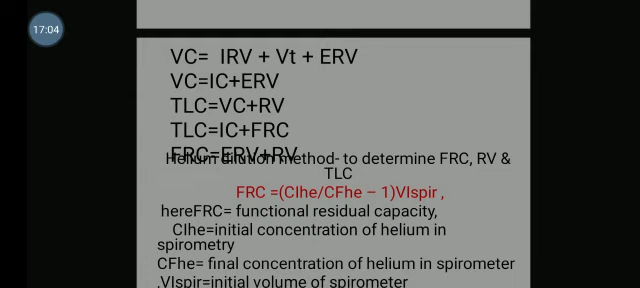 17:04
VC= IRV + Vt + ERV
VC=IC+ERV
TLC=VC+RV
TLC=IC+FRC
FRC=ERV+RV
Helium dilution method- to determine FRC, RV &
TLC
FRC =(CIhe/CFhe – 1)VIspir ,
hereFRC= functional residual capacity,
CIhe=initial concentration of helium in
spirometry
CFhe= final concentration of helium in spirometer
,VIspir=initial volume of spirometer